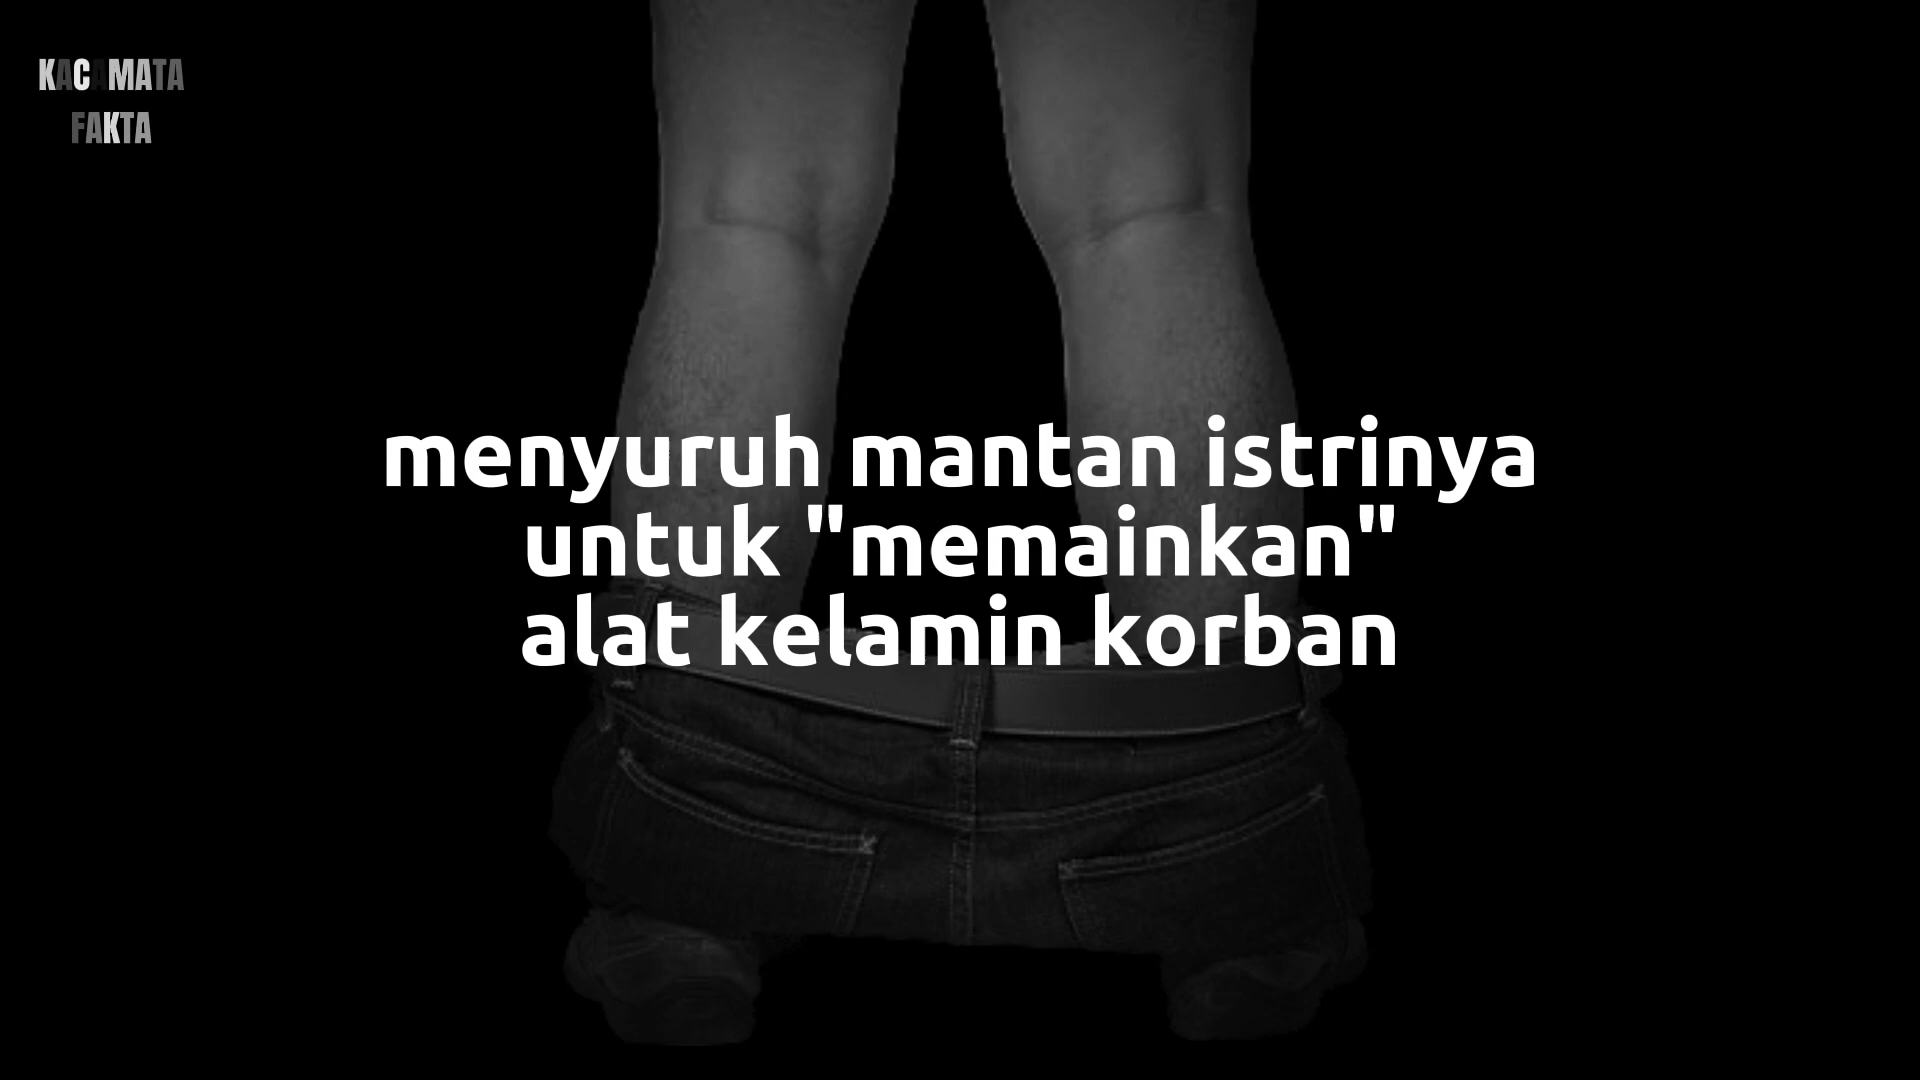 KACAMATA
FAKTA
menyuruh mantan istrinya
untuk "memainkan"
alat kelamin korban